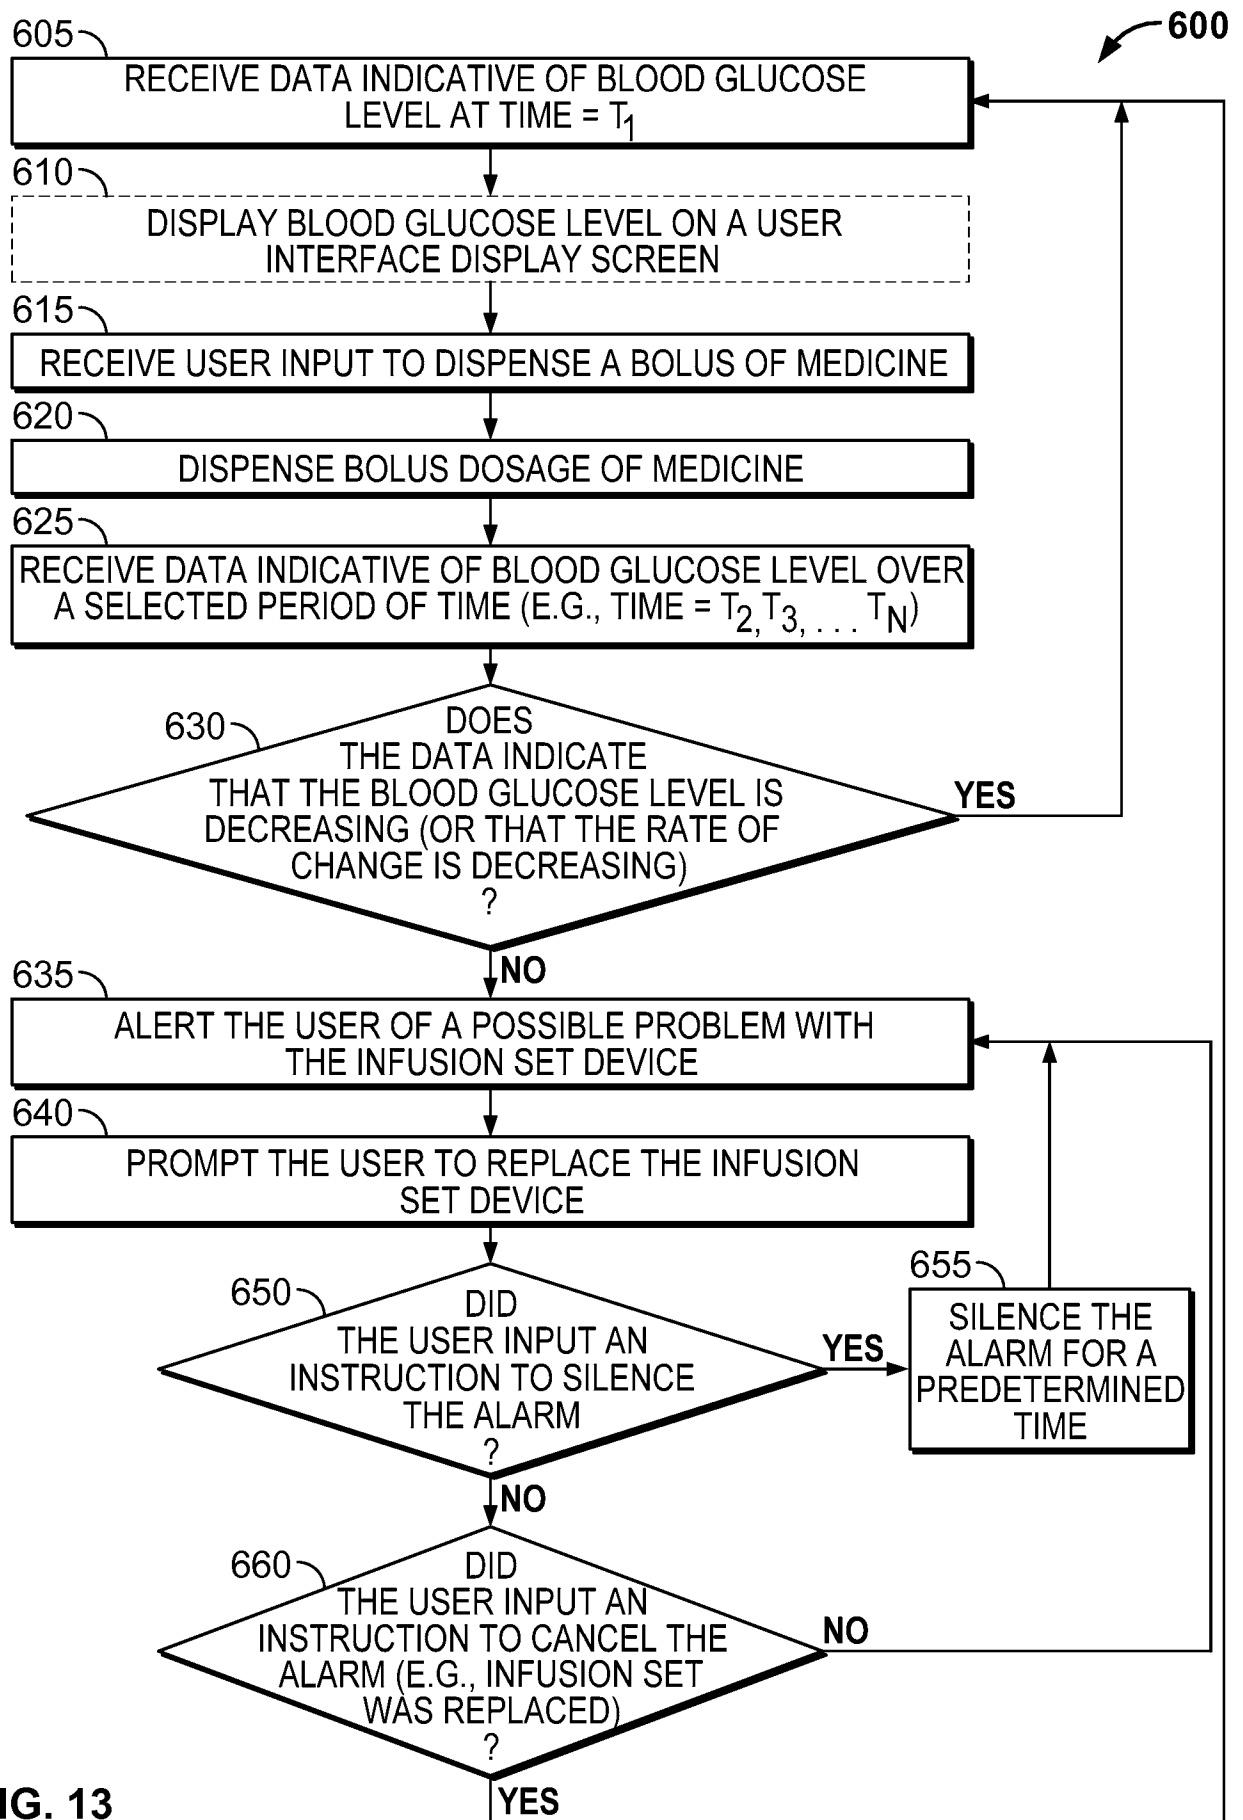 600
605
RECEIVE DATA INDICATIVE OF BLOOD GLUCOSE
LEVEL AT TIME = T1
610
DISPLAY BLOOD GLUCOSE LEVEL ON A USER
INTERFACE DISPLAY SCREEN
615
RECEIVE USER INPUT TO DISPENSE A BOLUS OF MEDICINE
620
DISPENSE BOLUS DOSAGE OF MEDICINE
625
RECEIVE DATA INDICATIVE OF BLOOD GLUCOSE LEVEL OVER
A SELECTED PERIOD OF TIME (E.G., TIME = T2,T3, . . . TN)
630
DOES
THE DATA INDICATE
THAT THE BLOOD GLUCOSE LEVEL IS
DECREASING (OR THAT THE RATE OF
CHANGE IS DECREASING)
?
YES
NO
635
ALERT THE USER OF A POSSIBLE PROBLEM WITH
THE INFUSION SET DEVICE
640
PROMPT THE USER TO REPLACE THE INFUSION
SET DEVICE
650
DID
THE USER INPUT AN
INSTRUCTION TO SILENCE
THE ALARM
?
YES
655
SILENCE THE
ALARM FOR A
PREDETERMINED
TIME
NO
660
DID
THE USER INPUT AN
INSTRUCTION TO CANCEL THE
ALARM (E.G., INFUSION SET
WAS REPLACED)
?
NO
YES
IG. 13